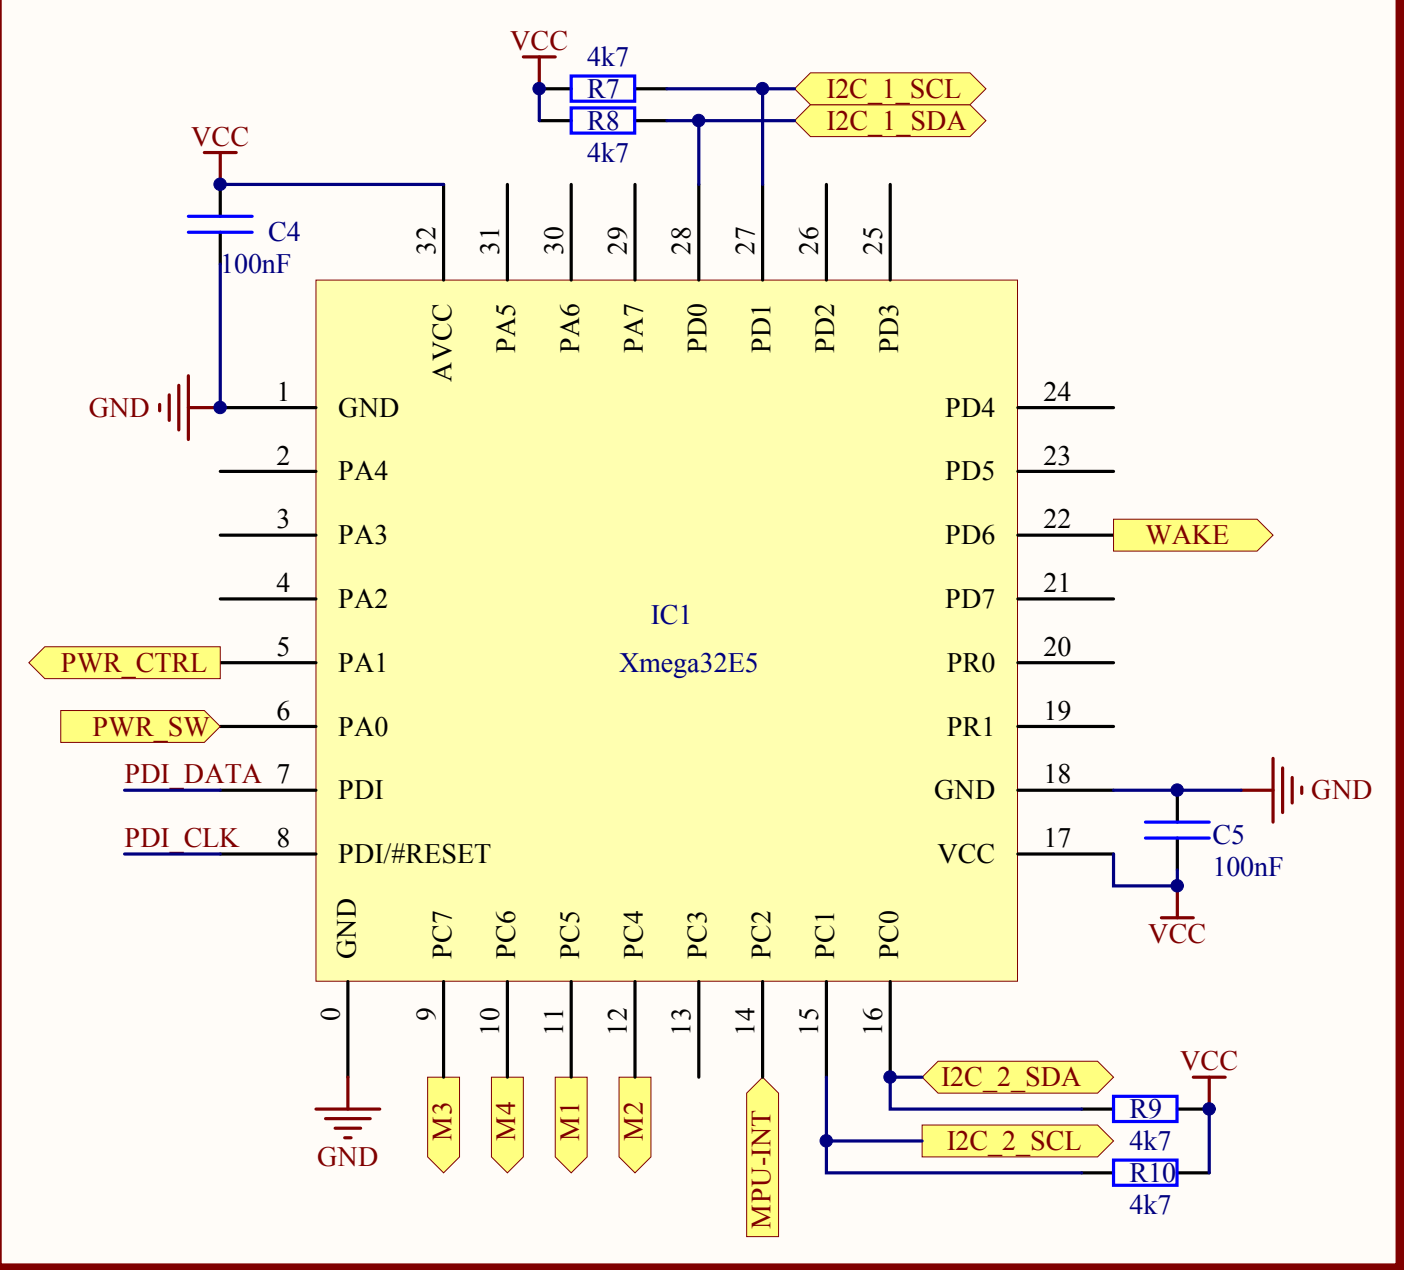 VCC
4k7
R7
I2C_1_SCL
R8
I2C_1_SDA
4k7
VCC
C4
100nF
32
31
30
29
28
27
26
25
AVCC
PA5
PA6
PA7
PD0
PD1
PD2
PD3
GND
1
GND
PD4
24
2
PA4
PD5
23
3
PA3
PD6
22
WAKE
4
PA2
PD7
21
IC1
Xmega32E5
PWR_CTRL
5
PA1
PR0
20
PWR_SW
6
PA0
PR1
19
PDI_DATA
7
PDI
GND
18
GND
PDI_CLK
8
PDI/#RESET
VCC
17
C5
100nF
VCC
GND
PC7
PC6
PC5
PC4
PC3
PC2
PC1
PC0
0
9
10
11
12
13
14
15
16
GND
M3
M4
M1
M2
MPU-INT
VCC
I2C_2_SDA
R9
4k7
I2C_2_SCL
R10
4k7